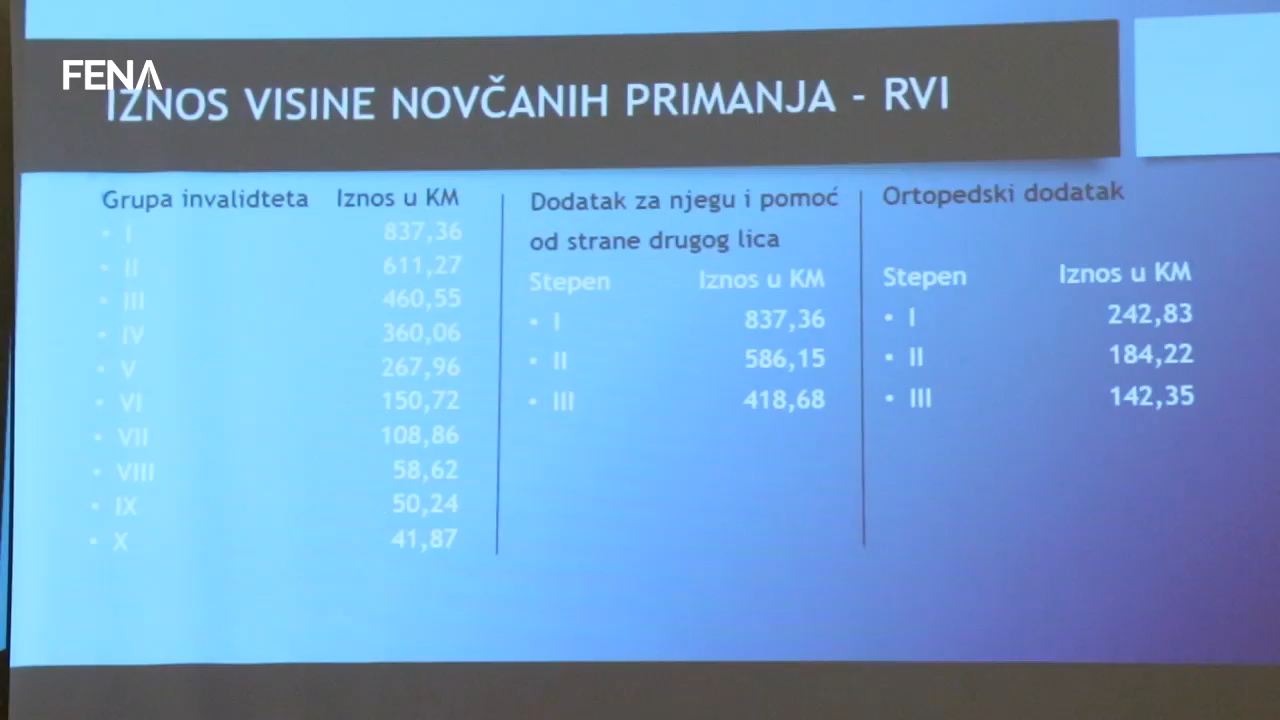 FENA
IZNOS VISINE NOVČANIH PRIMANJA - RVI
Grupa invalidteta Iznos u KM
• I 837,36
• II 611,27
• III 460,55
• IV 360,06
• V 267,96
• VI 150,72
• VII 108,86
• VIII 58,62
• IX 50,24
• X 41,87
Dodatak za njegu i pomoć
od strane drugog lica
Stepen Iznos u KM
• I 837,36
• II 586,15
• III 418,68
Ortopedski dodatak
Stepen Iznos u KM
• I 242,83
• II 184,22
• III 142,35